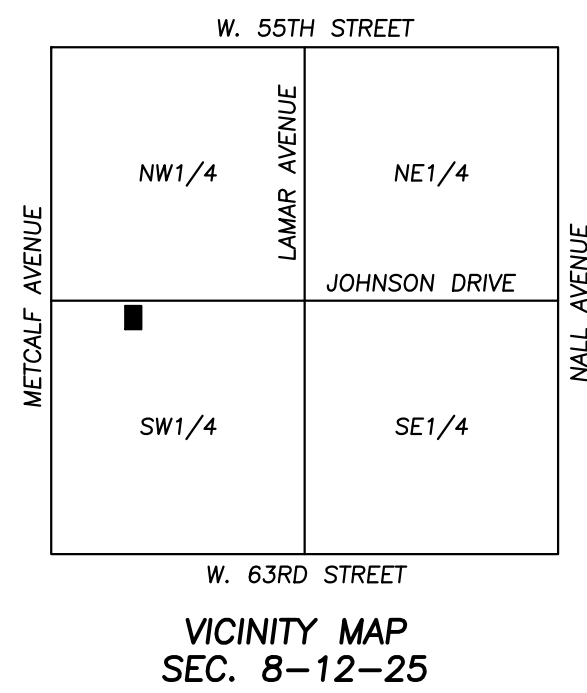 W. 55TH STREET
LAMAR AVENUE
NW1/4
NE1/4
METCALF AVENUE
JOHNSON DRIVE
NALL AVENUE
SW1/4
SE1/4
W. 63RD STREET
VICINITY MAP
SEC. 8-12-25